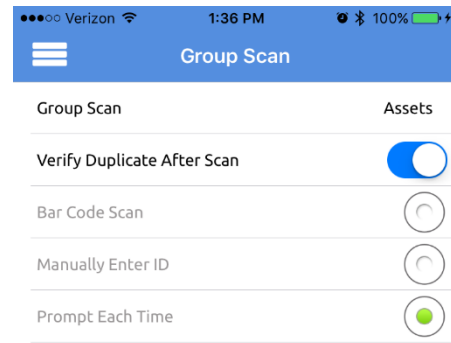 Verizon 1:36 PM 100%
Group Scan
Group Scan Assets
Verify Duplicate After Scan
Bar Code Scan
Manually Enter ID
Prompt Each Time